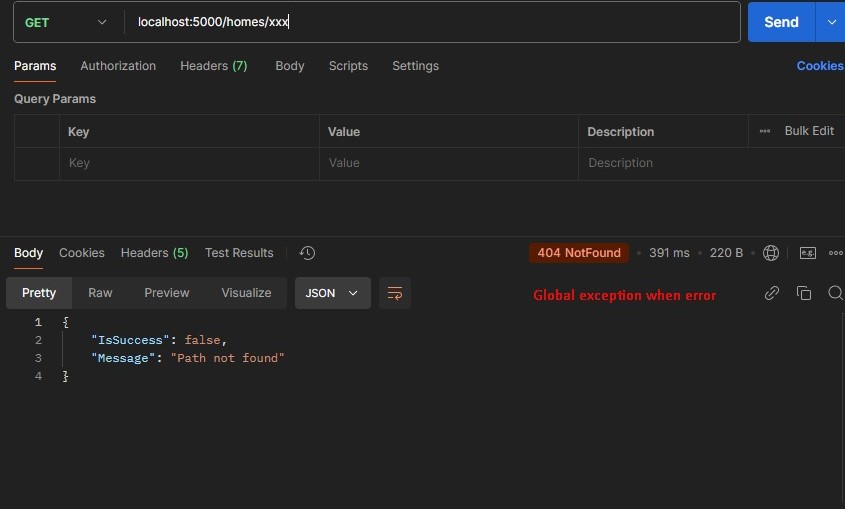 GET localhost:5000/homes/xxx Send
Params Authorization Headers (7) Body Scripts Settings Cookies
Query Params
Key Value Description Bulk Edit
Key Value Description
Body Cookies Headers (5) Test Results 404 NotFound 391 ms 220 B e.g.
Pretty Raw Preview Visualize JSON Global exception when error
1 {
2 "IsSuccess": false,
3 "Message": "Path not found"
4 }